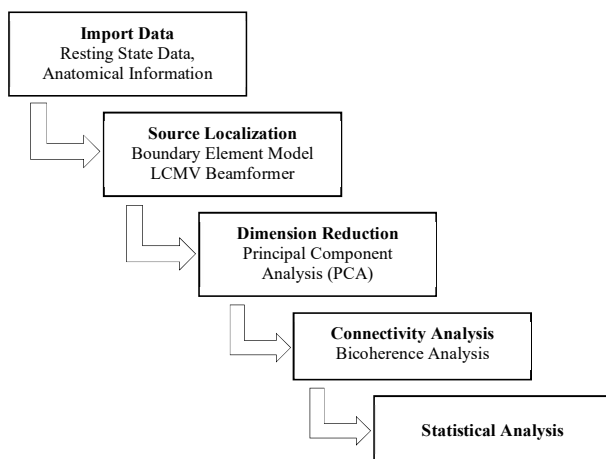 Import Data
Resting State Data,
Anatomical Information
Source Localization
Boundary Element Model
LCMV Beamformer
Dimension Reduction
Principal Component
Analysis (PCA)
Connectivity Analysis
Bicoherence Analysis
Statistical Analysis